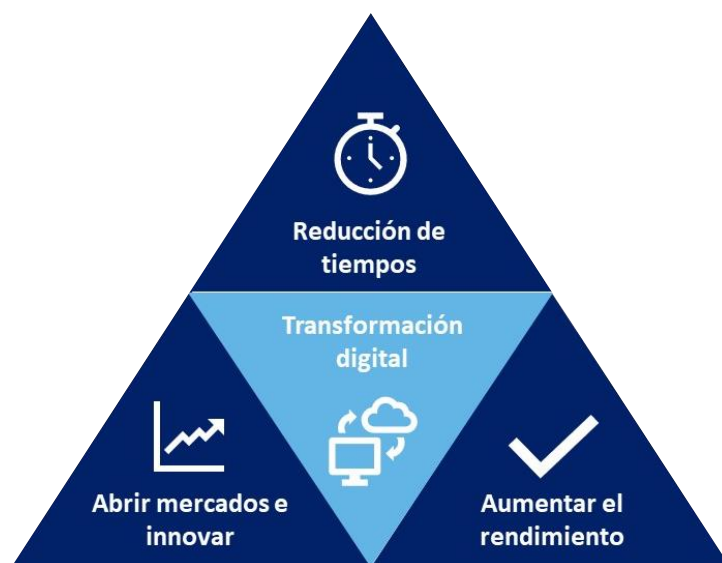 Reducción de
tiempos
Transformación
digital
Abrir mercados e
innovar
Aumentar el
rendimiento